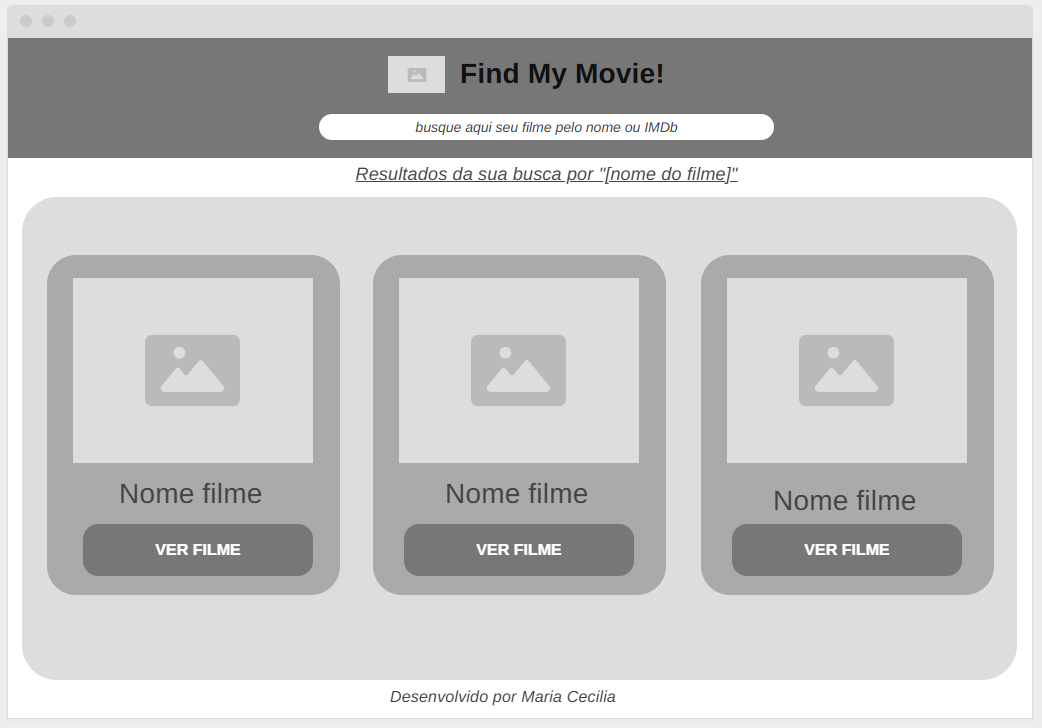 Find My Movie!
busque aqui seu filme pelo nome ou IMDb
Resultados da sua busca por "[nome do filme]"
Nome filme
Nome filme
Nome filme
VER FILME
VER FILME
VER FILME
Desenvolvido por Maria Cecilia